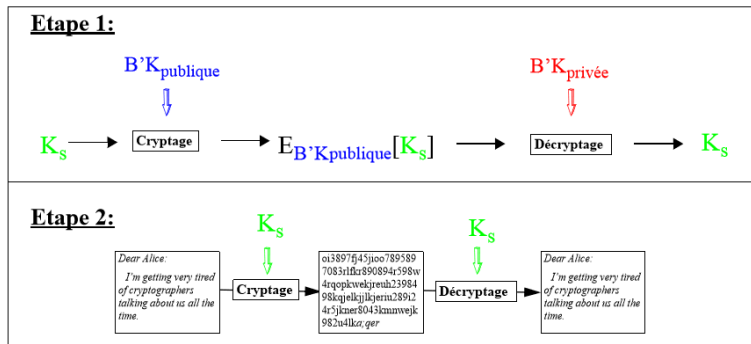 Etape 1:
B'Kpublique
B'Kprivée
Ks
Cryptage
EB'Kpublique[Ks]
Décryptage
Ks
Etape 2:
Ks
Ks
Dear Alice:
I'm getting very tired
of cryptographers
talking about us all the
time.
Cryptage
oi3897fj45jioo789589
7083rlfkr890894r598w
4rqopkwekjreuh23984
98kqjelkjjlkjeriu289i2
4r5jkner8043kmnwejk
982u4lka;qer
Décryptage
Dear Alice:
I'm getting very tired
of cryptographers
talking about us all the
time.